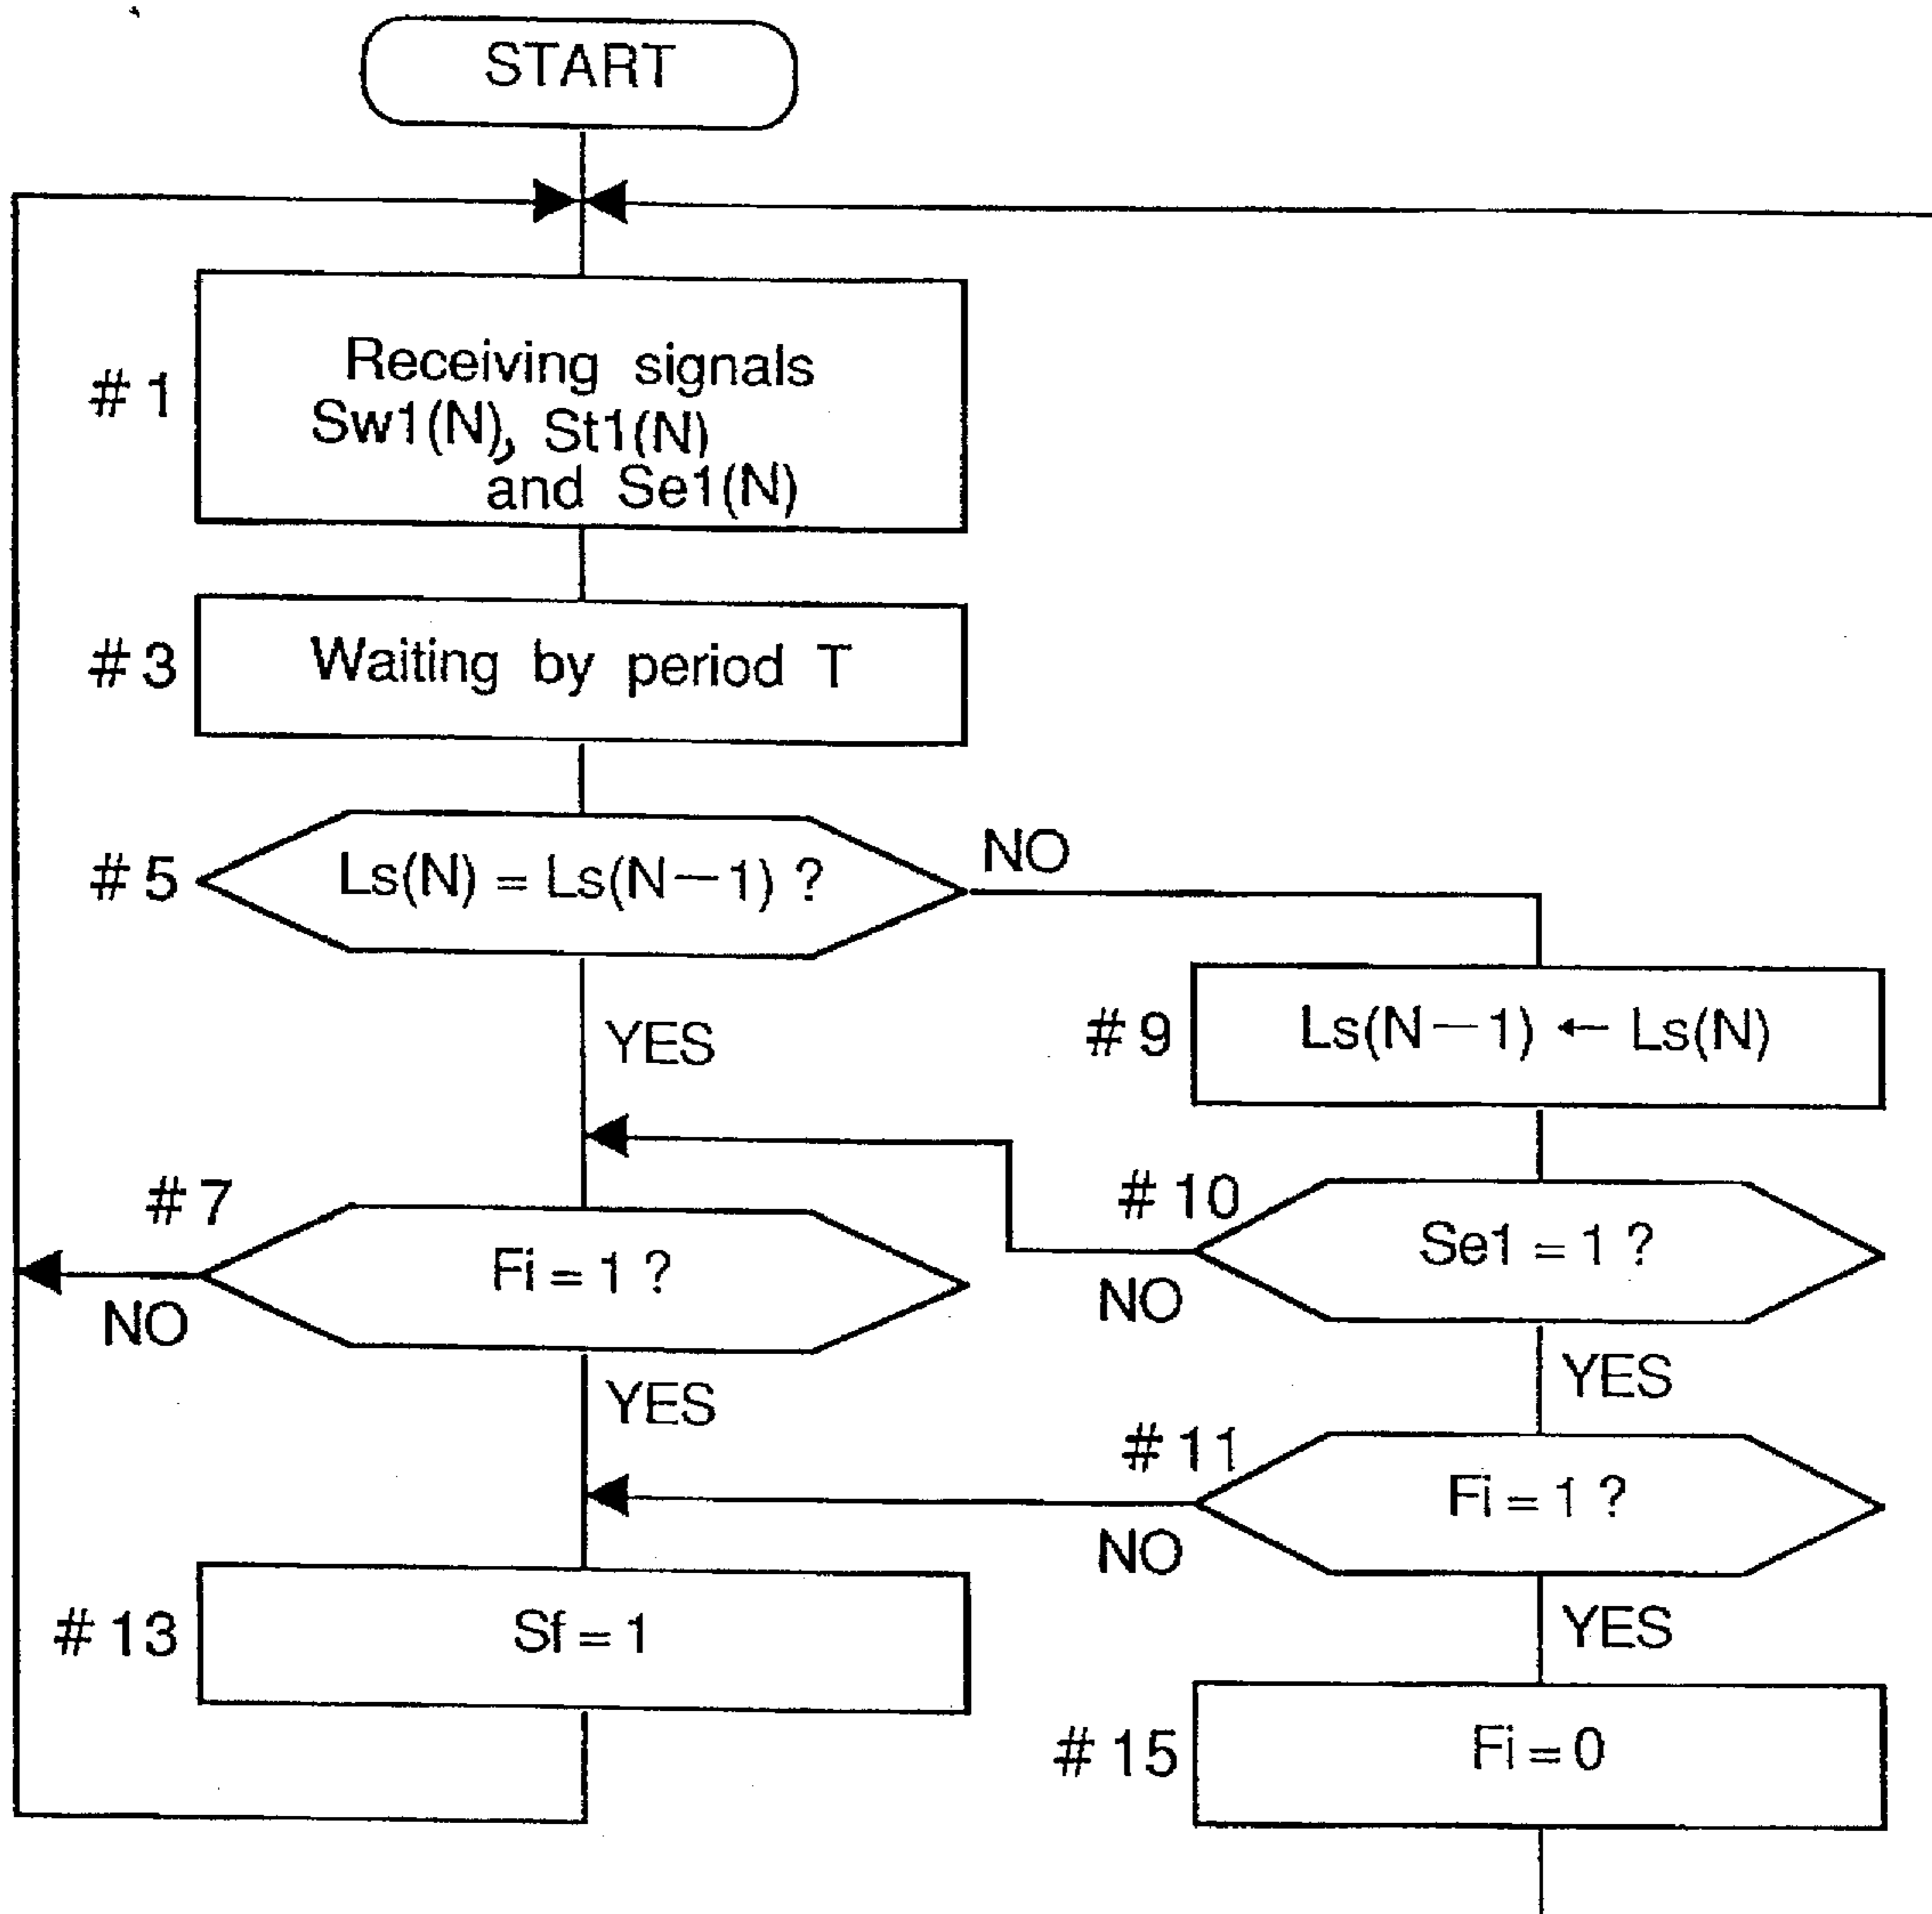 START
#1
Receiving signals
Sw1(N), St1(N)
and Se1(N)
#3
Waiting by period T
#5
Ls(N) = Ls(N−1) ?
NO
YES
#9
Ls(N−1) ← Ls(N)
#7
Fi = 1 ?
NO
YES
#10
Se1 = 1 ?
NO
YES
#11
Fi = 1 ?
NO
YES
#13
Sf = 1
#15
Fi = 0